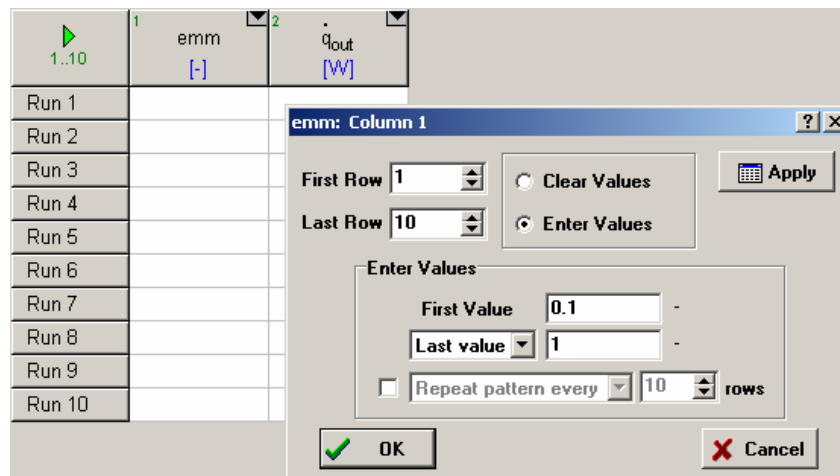 1..10
1
emm
[-]
2
q̇out
[W]
Run 1
Run 2
Run 3
Run 4
Run 5
Run 6
Run 7
Run 8
Run 9
Run 10
emm: Column 1
First Row 1
Last Row 10
Clear Values
Enter Values
Apply
Enter Values
First Value 0.1 -
Last value 1 -
Repeat pattern every 10 rows
OK
Cancel